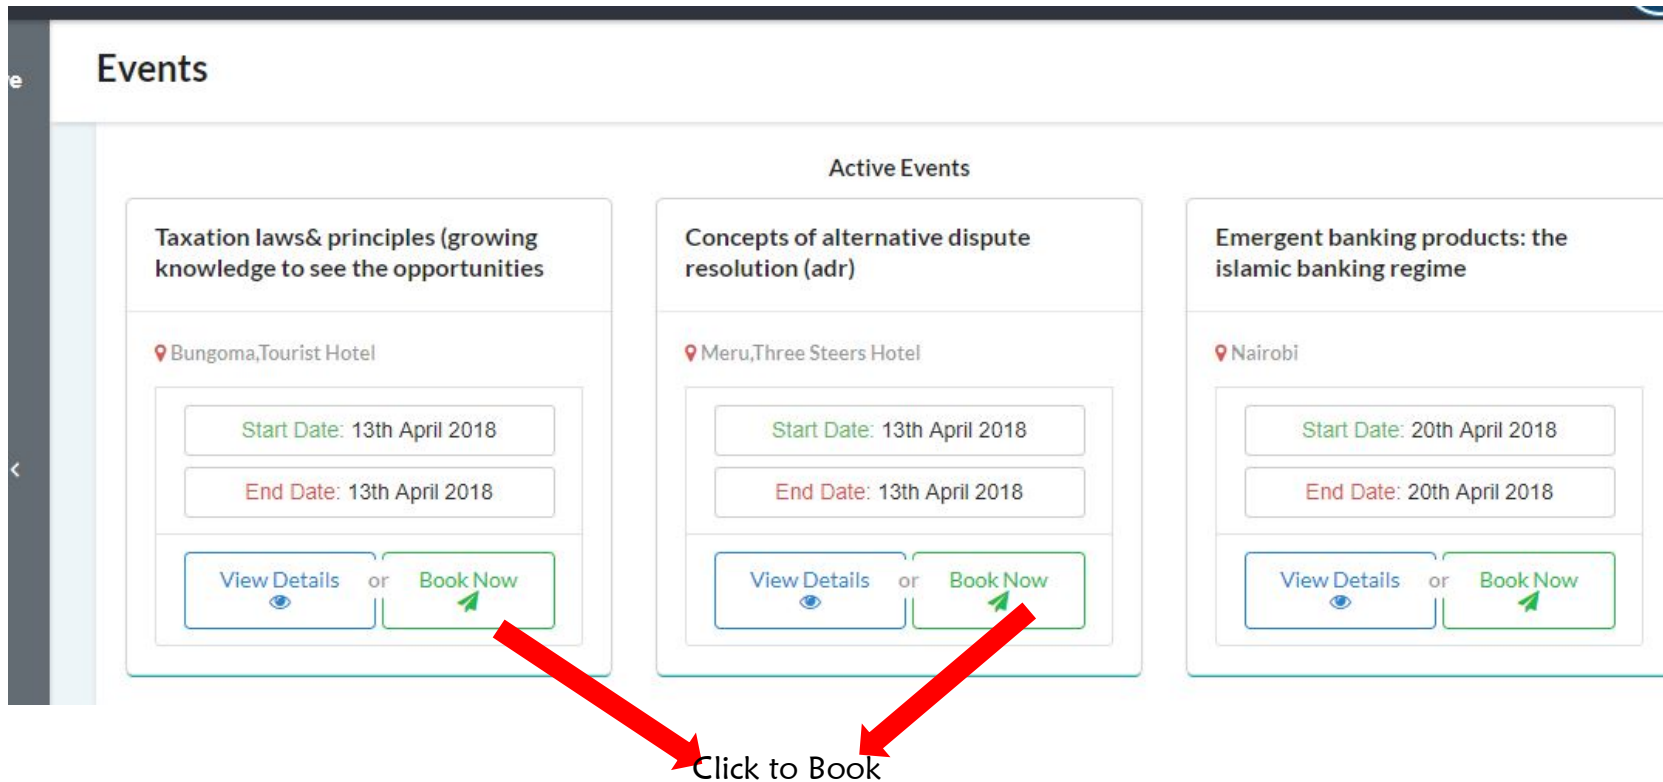 Events
Active Events
Taxation laws& principles (growing
knowledge to see the opportunities
Bungoma,Tourist Hotel
Start Date: 13th April 2018
End Date: 13th April 2018
View Details or Book Now
Concepts of alternative dispute
resolution (adr)
Meru,Three Steers Hotel
Start Date: 13th April 2018
End Date: 13th April 2018
View Details or Book Now
Emergent banking products: the
islamic banking regime
Nairobi
Start Date: 20th April 2018
End Date: 20th April 2018
View Details or Book Now
Click to Book